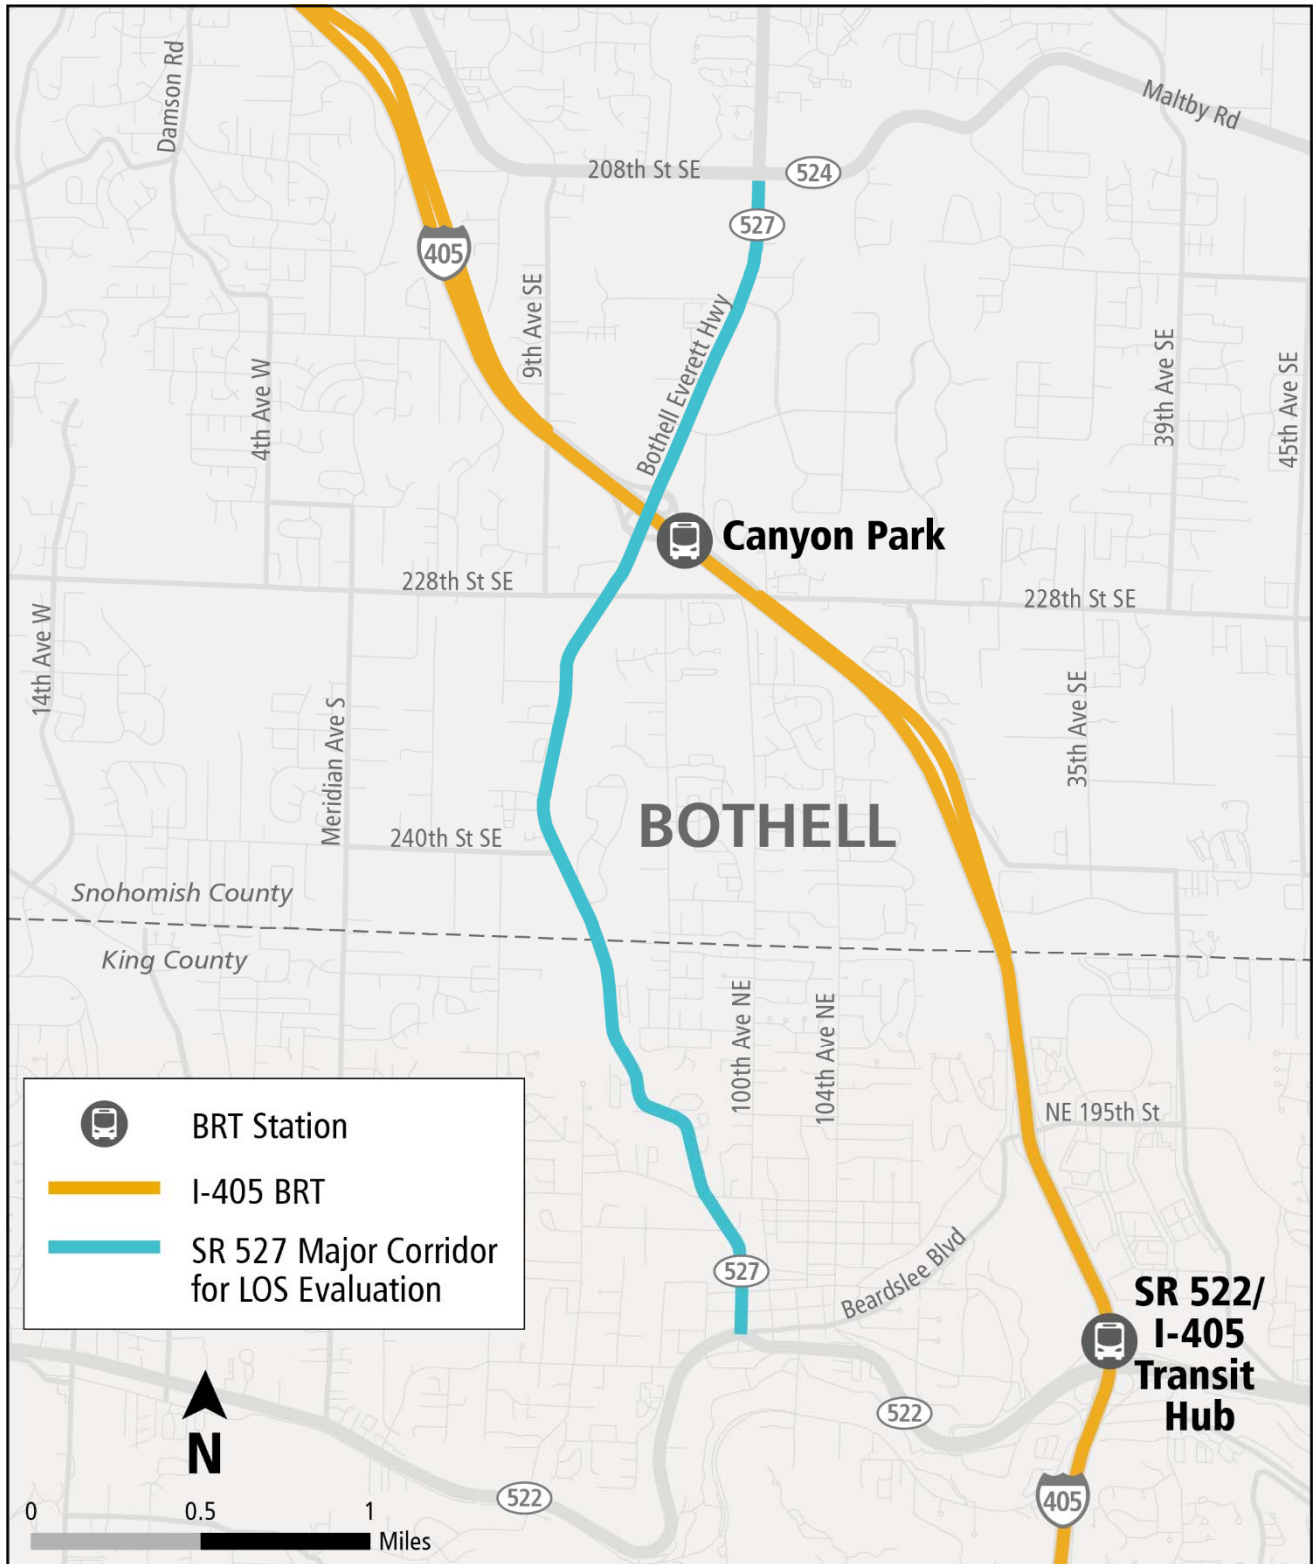 Damson Rd
Maltby Rd
208th St SE
524
527
405
9th Ave SE
Bothell Everett Hwy
4th Ave W
39th Ave SE
45th Ave SE
Canyon Park
228th St SE
228th St SE
14th Ave W
Meridian Ave S
35th Ave SE
BOTHELL
240th St SE
Snohomish County
King County
100th Ave NE
104th Ave NE
NE 195th St
BRT Station
I-405 BRT
SR 527 Major Corridor
for LOS Evaluation
527
Beardslee Blvd
SR 522/
I-405
Transit
Hub
522
N
522
405
0 0.5 1
Miles